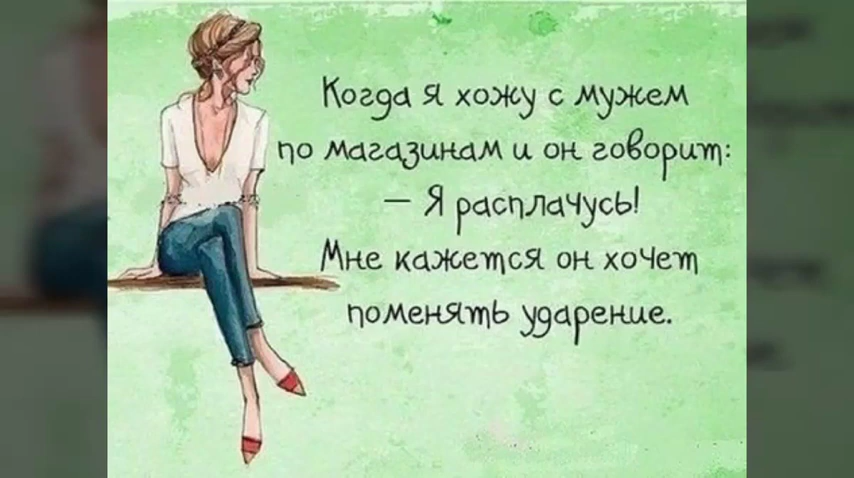 Когда я хожу с мужем
по магазинам и он говорит:
— Я расплачусь!
Мне кажется он хочет
поменять ударение.